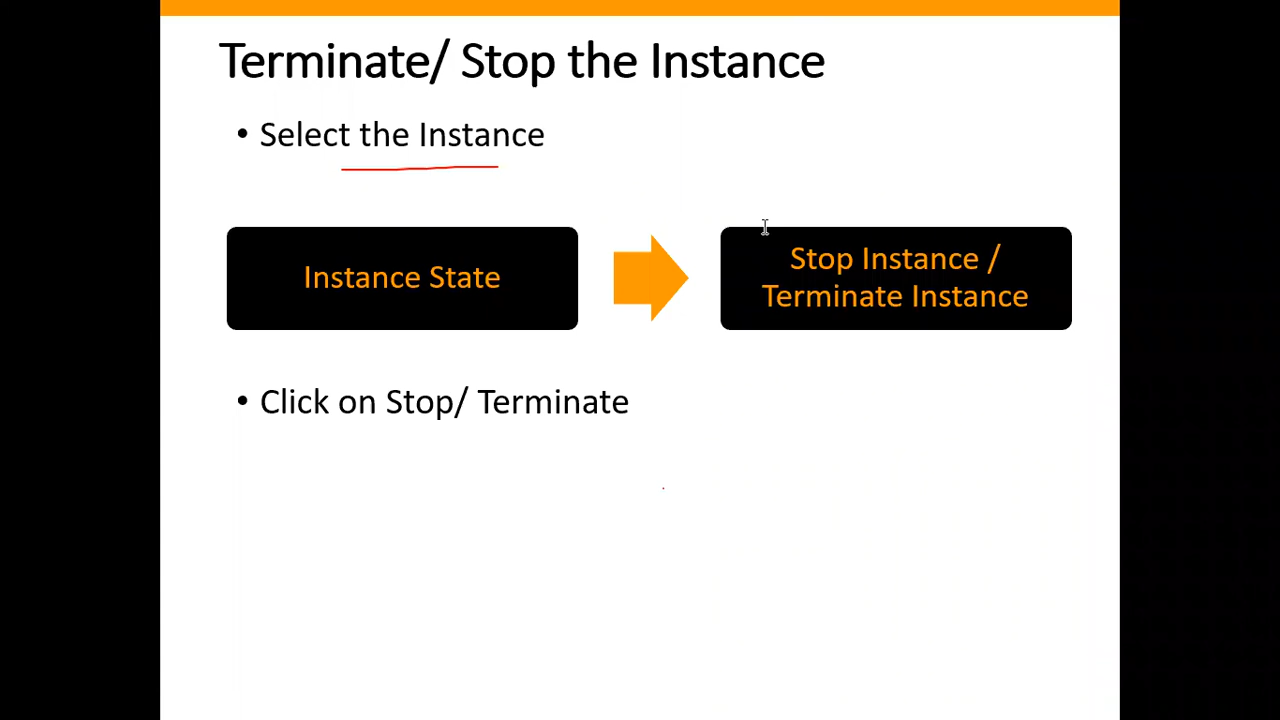 Terminate/ Stop the Instance
• Select the Instance
Instance State
Stop Instance /
Terminate Instance
• Click on Stop/ Terminate